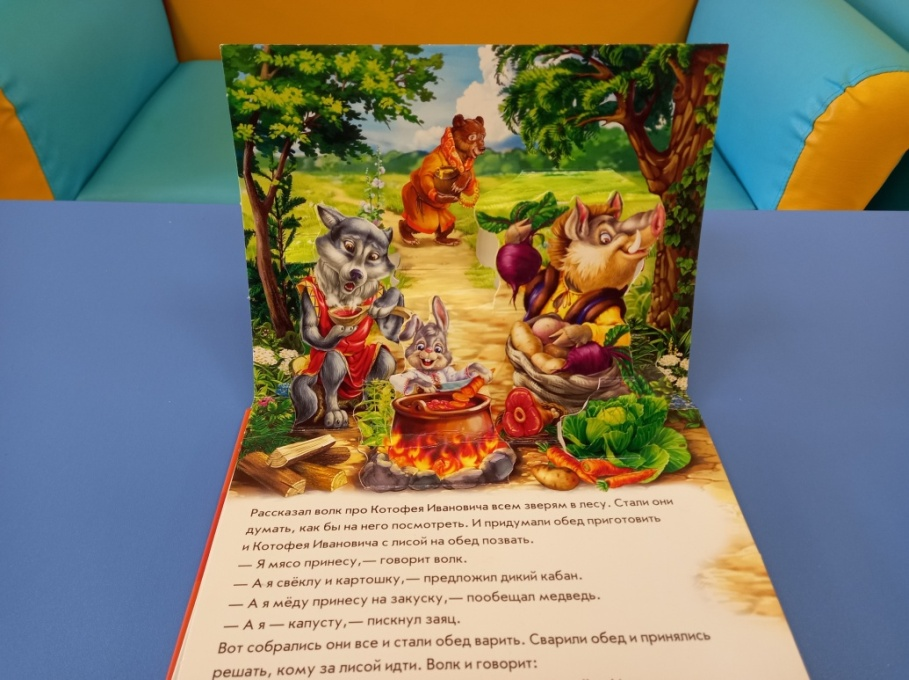 Рассказал волк про Котофея Ивановича всем зверям в лесу. Стали они
думать, как бы на него посмотреть. И придумали обед приготовить
и Котофея Ивановича с лисой на обед позвать.
— Я мясо принесу,— говорит волк.
— А я свёклу и картошку,— предложил дикий кабан.
— А я мёду принесу на закуску,— пообещал медведь.
— А я — капусту,— пискнул заяц.
Вот собрались они все и стали обед варить. Сварили обед и принялись
решать, кому за лисой идти. Волк и говорит: